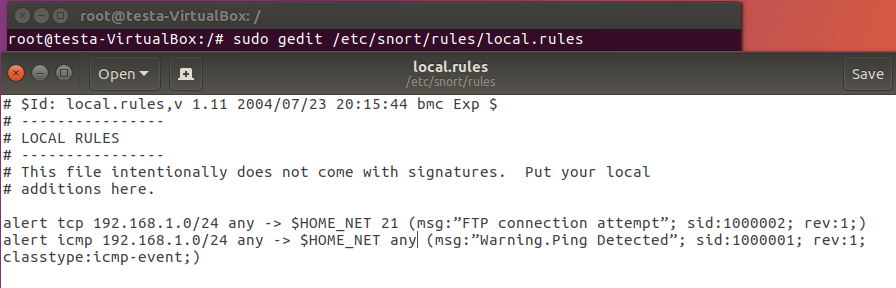 root@testa-VirtualBox: /
root@testa-VirtualBox:/# sudo gedit /etc/snort/rules/local.rules
Open
local.rules
/etc/snort/rules
Save
# $Id: local.rules,v 1.11 2004/07/23 20:15:44 bmc Exp $
# ----------------
# LOCAL RULES
# ----------------
# This file intentionally does not come with signatures.  Put your local
# additions here.
alert tcp 192.168.1.0/24 any -> $HOME_NET 21 (msg:”FTP connection attempt”; sid:1000002; rev:1;)
alert icmp 192.168.1.0/24 any -> $HOME_NET any (msg:”Warning.Ping Detected”; sid:1000001; rev:1;
classtype:icmp-event;)